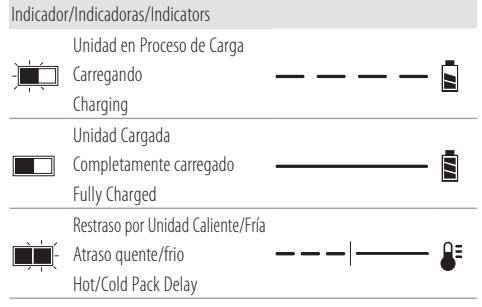 Indicador/Indicadoras/Indicators
Unidad en Proceso de Carga
Carregando
Charging
Unidad Cargada
Completamente carregado
Fully Charged
Restraso por Unidad Caliente/Fría
Atraso quente/frio
Hot/Cold Pack Delay